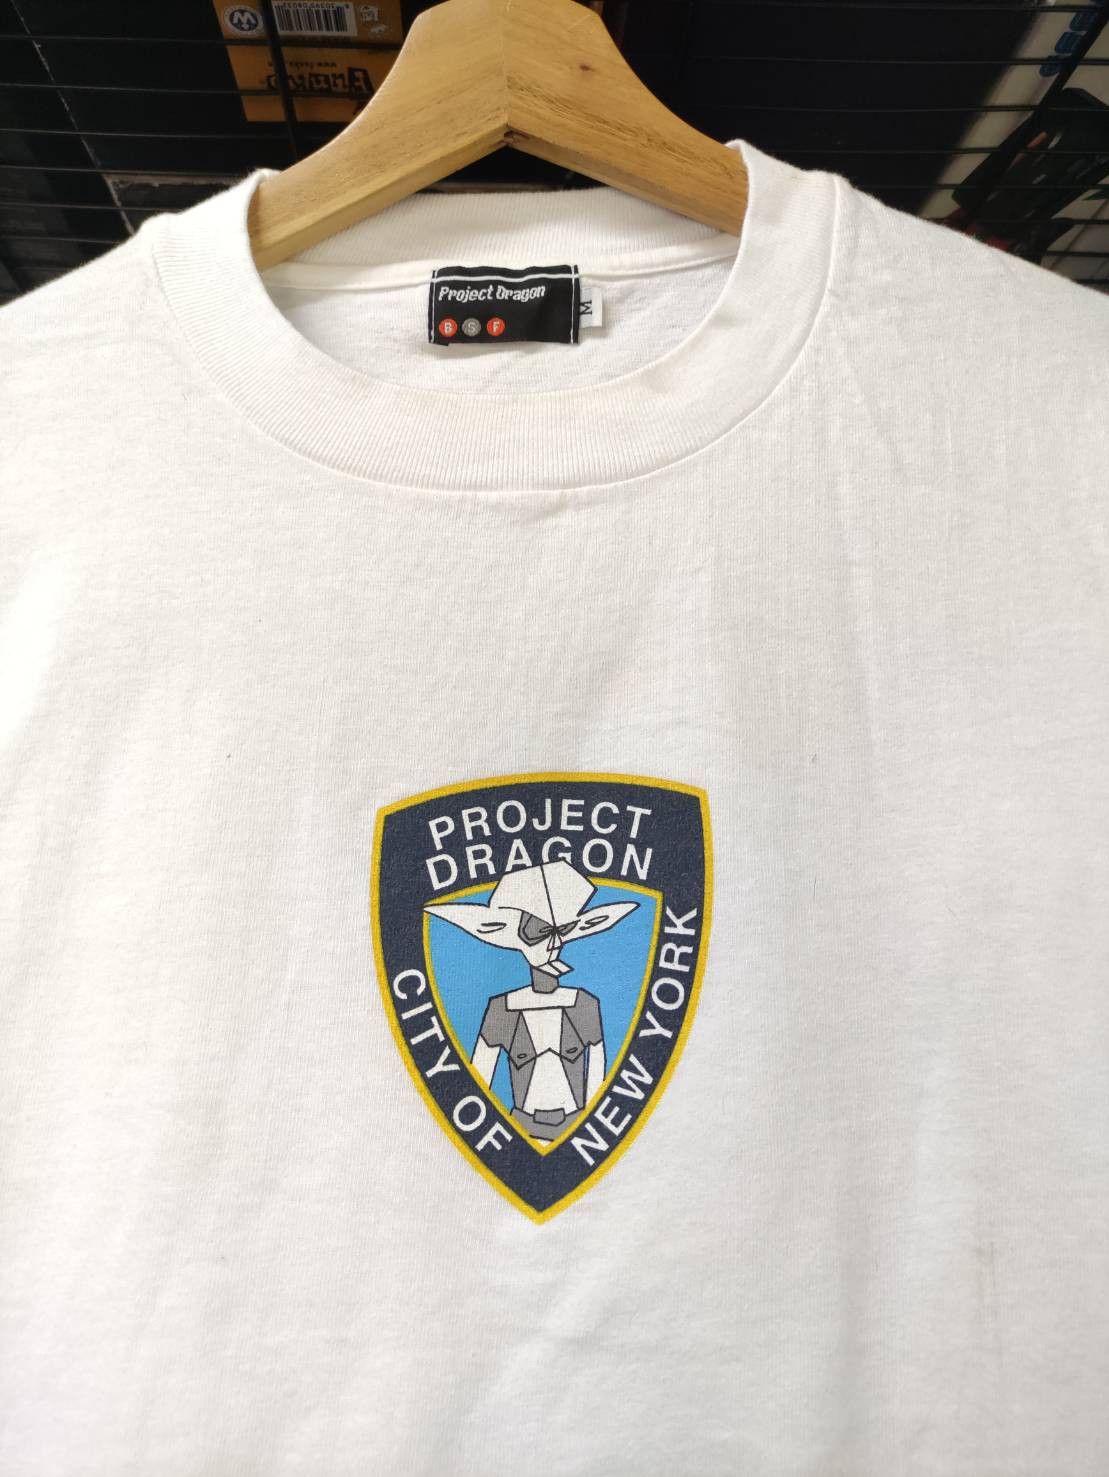 Project Dragon
B S F
M
PROJECT
DRAGON
CITY OF
NEW YORK